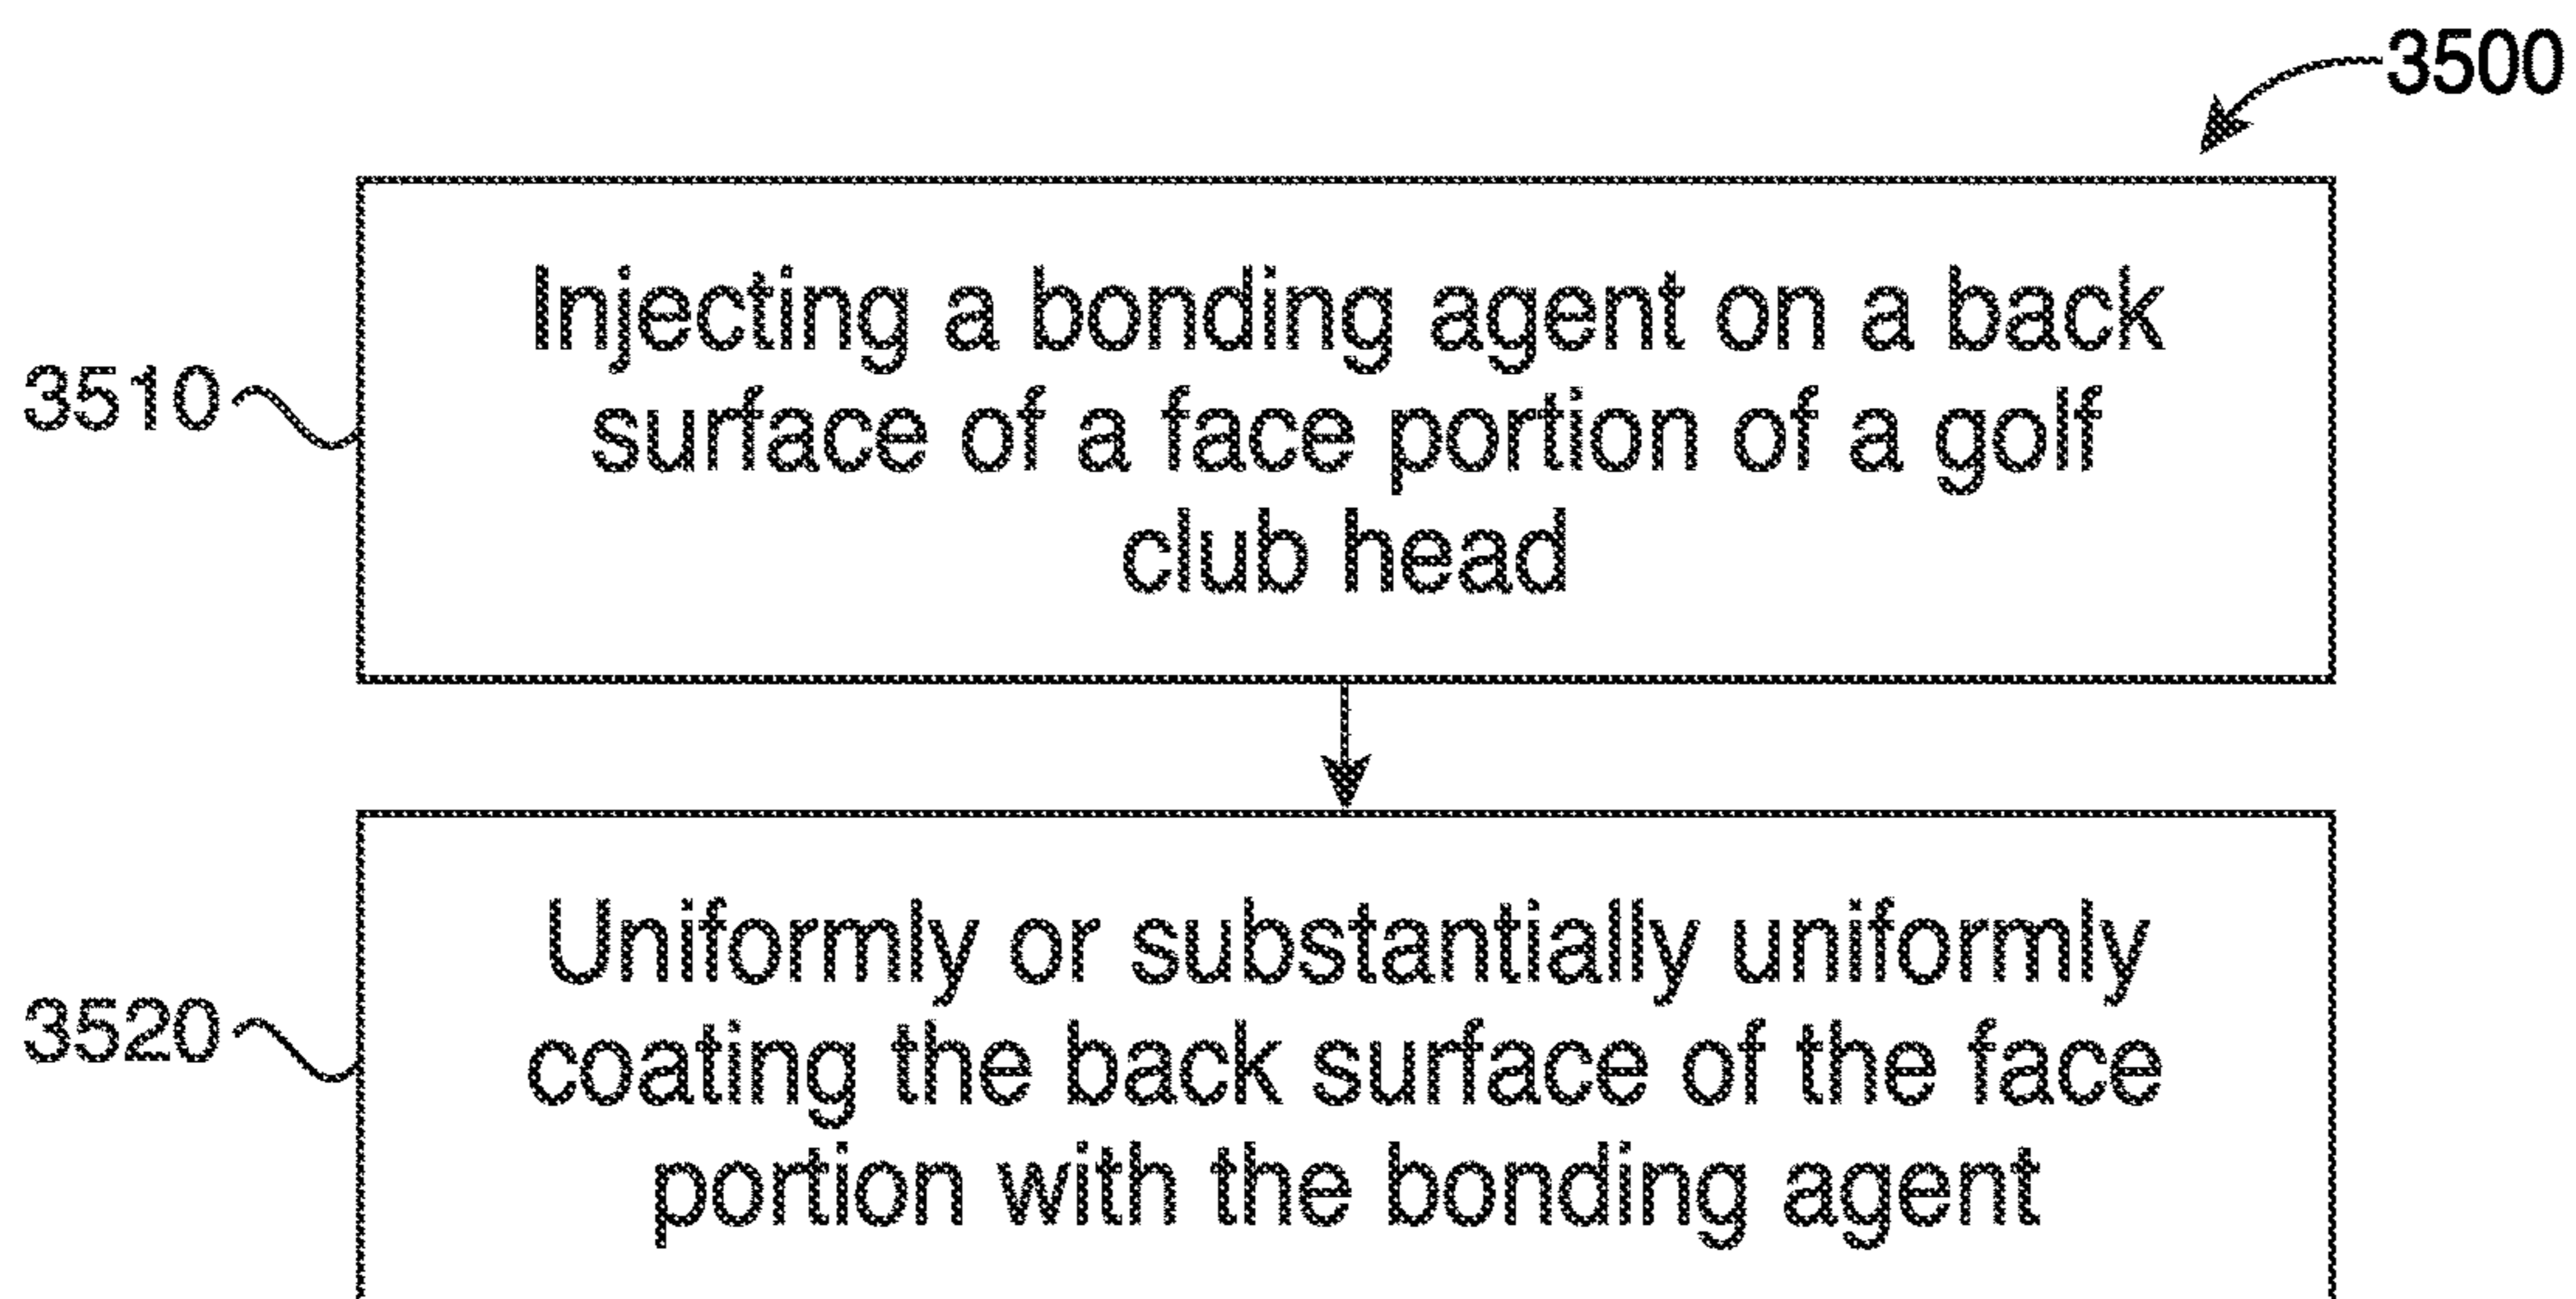 3500
Injecting a bonding agent on a back
surface of a face portion of a golf
club head
3510
Uniformly or substantially uniformly
coating the back surface of the face
portion with the bonding agent
3520